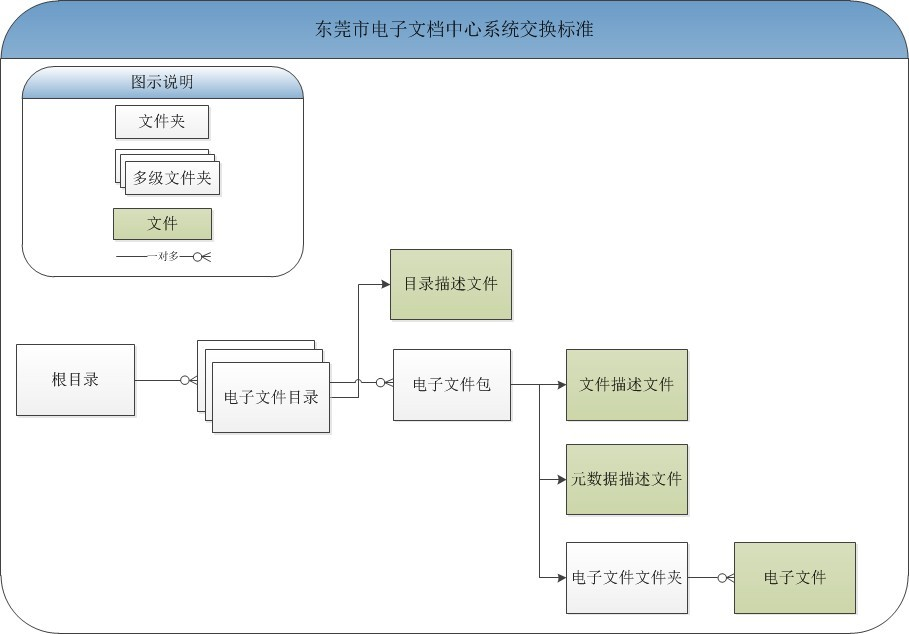 东莞市电子文档中心系统交换标准
图示说明
文件夹
多级文件夹
文件
一对多
目录描述文件
根目录
电子文件目录
电子文件包
文件描述文件
元数据描述文件
电子文件文件夹
电子文件